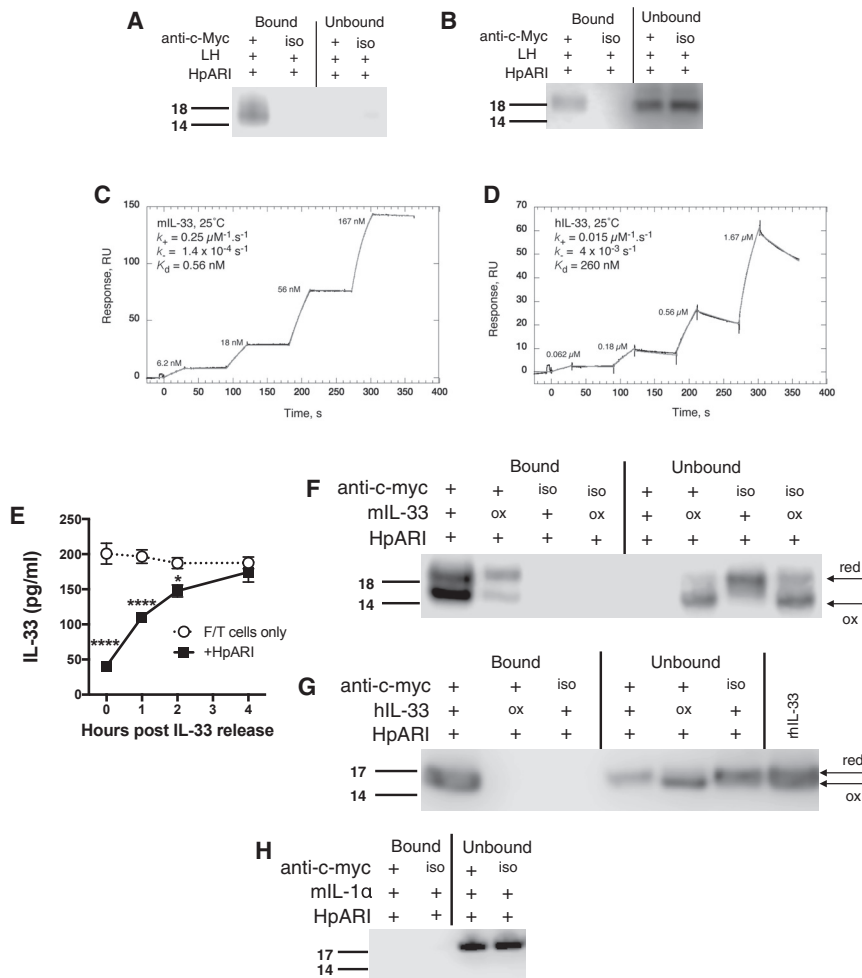 A
Bound Unbound
anti-c-Myc + iso + iso
LH + + + +
HpARI + + + +
18
14
B
Bound Unbound
anti-c-Myc + iso + iso
LH + + + +
HpARI + + + +
18
14
C
mIL-33, 25°C
k+ = 0.25 µM-1.s-1
k- = 1.4 x 10-4 s-1
Kd = 0.56 nM
Response, RU
150
100
50
0
6.2 nM
18 nM
56 nM
167 nM
0 50 100 150 200 250 300 350 400
Time, s
D
hIL-33, 25°C
k+ = 0.015 µM-1.s-1
k- = 4 x 10-3 s-1
Kd = 260 nM
Response, RU
70
60
50
40
30
20
10
0
0.062 µM
0.18 µM
0.56 µM
1.67 µM
0 50 100 150 200 250 300 350 400
Time, s
E
IL-33 (pg/ml)
250
200
150
100
50
0
****
****
*
F/T cells only
+HpARI
0 1 2 3 4
Hours post IL-33 release
F
Bound Unbound
anti-c-myc + + iso iso + + iso iso
mIL-33 + ox + ox + ox + ox
HpARI + + + + + + + +
18
14
red
ox
G
Bound Unbound
anti-c-myc + + iso + + iso
hIL-33 + ox + + ox +
HpARI + + + + + +
rhIL-33
17
14
red
ox
H
Bound Unbound
anti-c-myc + iso + iso
mIL-1α + + + +
HpARI + + + +
17
14